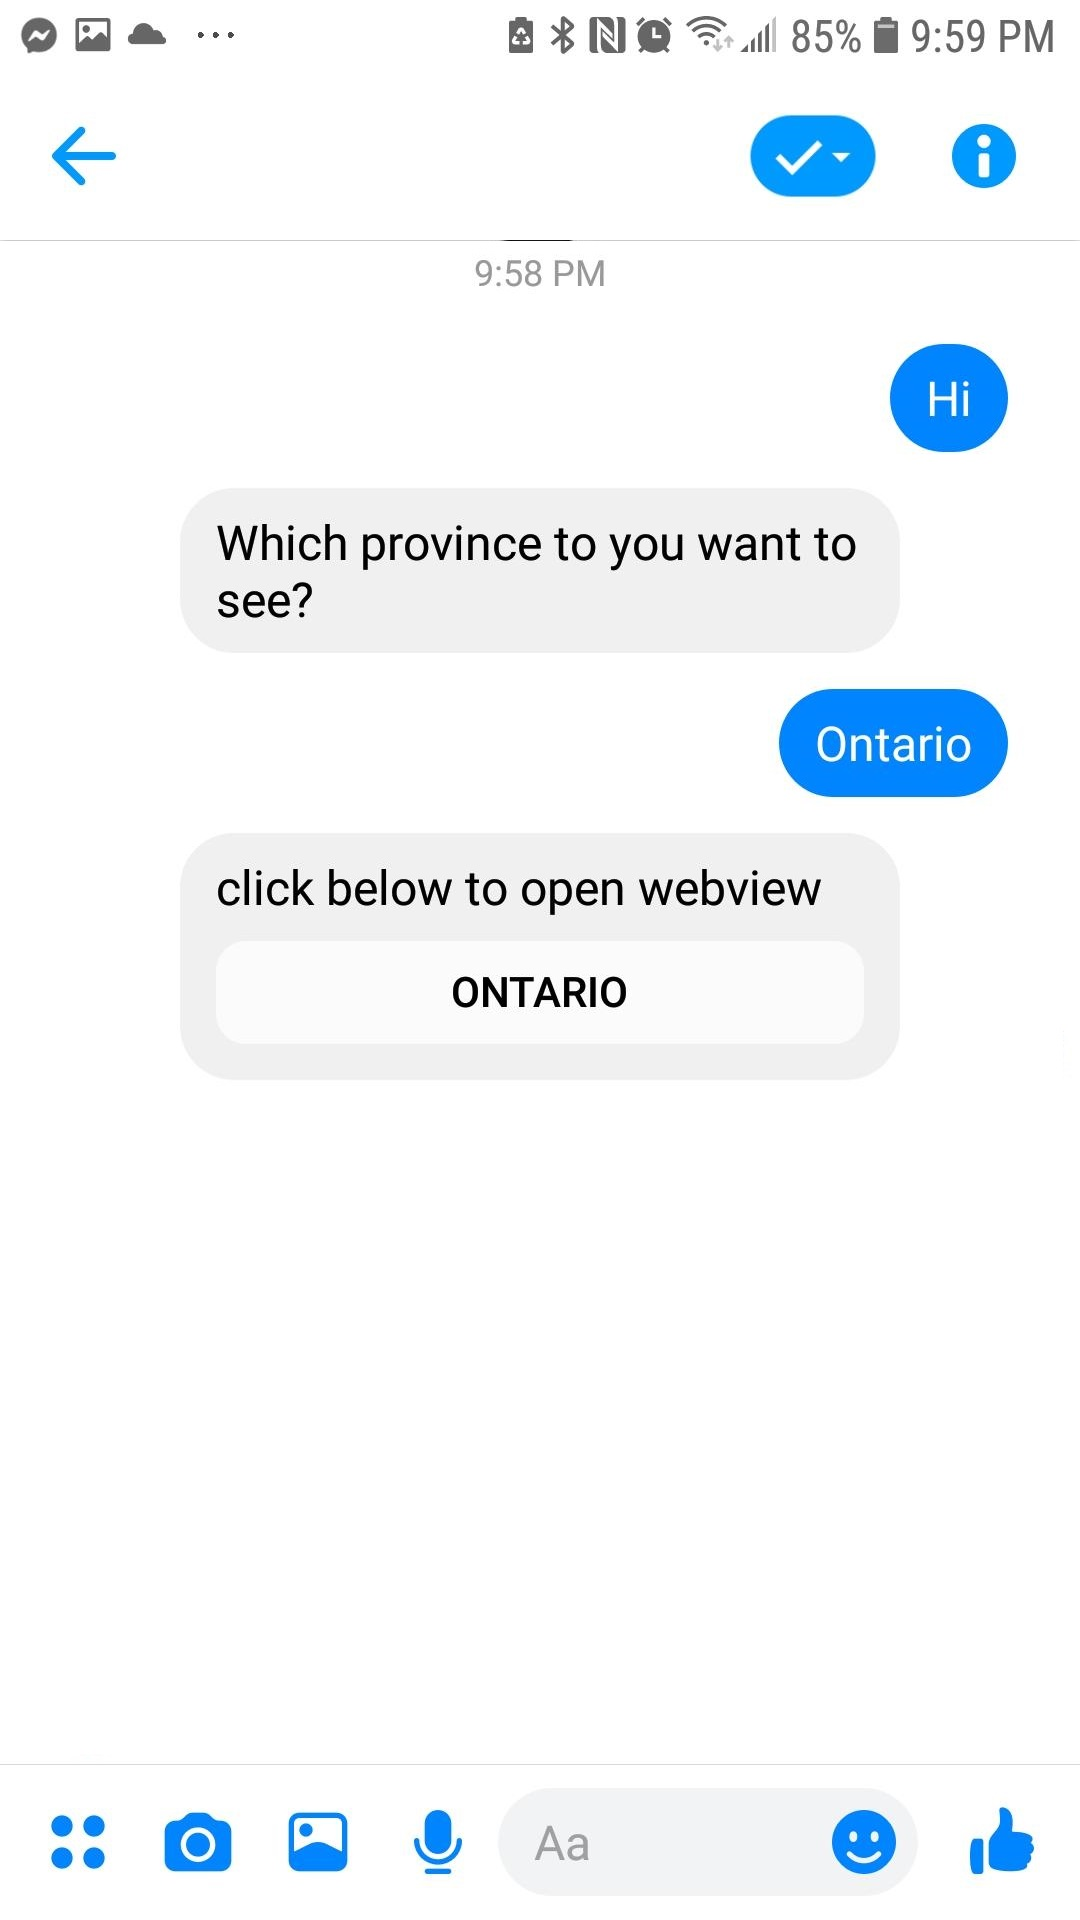 85% 9:59 PM
9:58 PM
Hi
Which province to you want to
see?
Ontario
click below to open webview
ONTARIO
Aa